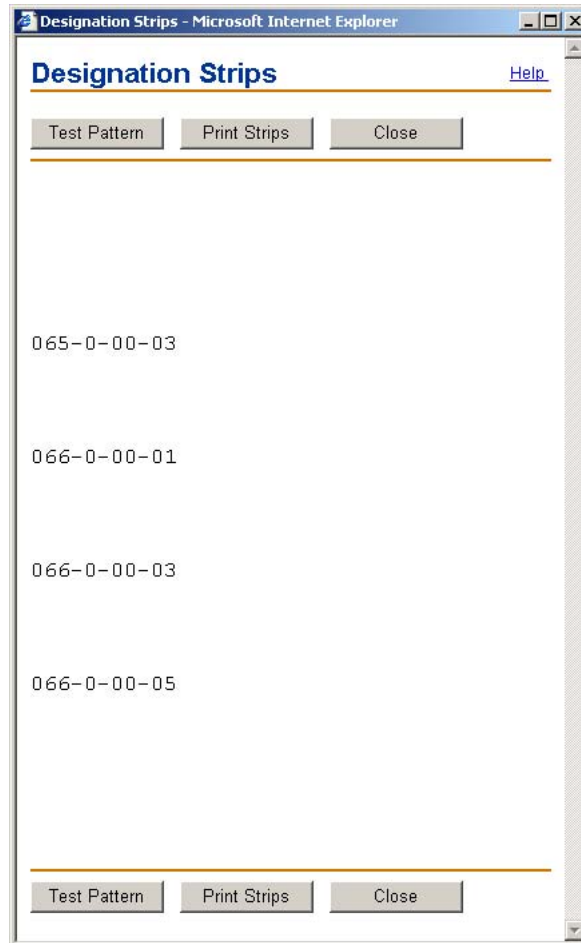 Designation Strips - Microsoft Internet Explorer
Designation Strips Help
Test Pattern Print Strips Close
065-0-00-03
066-0-00-01
066-0-00-03
066-0-00-05
Test Pattern Print Strips Close